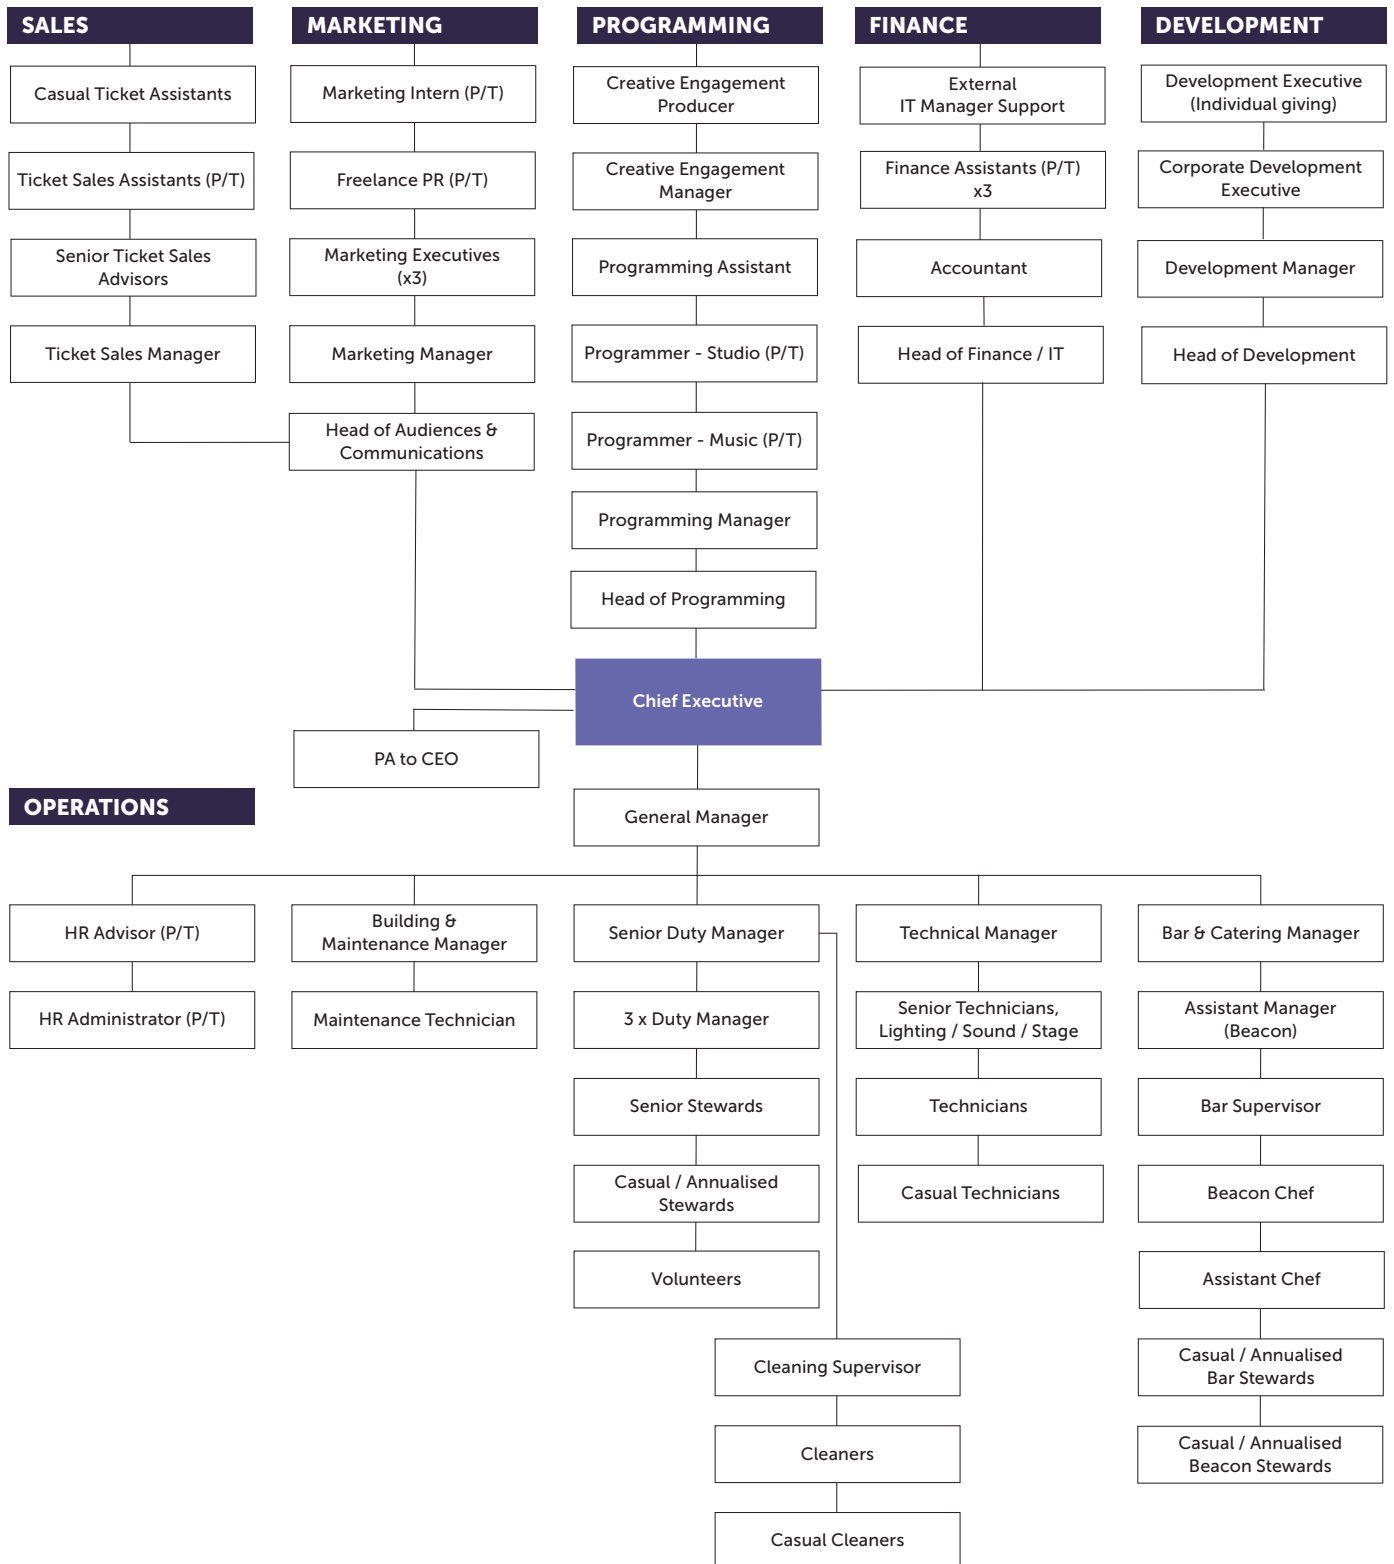 SALES
MARKETING
PROGRAMMING
FINANCE
DEVELOPMENT
Casual Ticket Assistants
Marketing Intern (P/T)
Creative Engagement
Producer
External
IT Manager Support
Development Executive
(Individual giving)
Ticket Sales Assistants (P/T)
Freelance PR (P/T)
Creative Engagement
Manager
Finance Assistants (P/T)
x3
Corporate Development
Executive
Senior Ticket Sales
Advisors
Marketing Executives
(x3)
Programming Assistant
Accountant
Development Manager
Ticket Sales Manager
Marketing Manager
Programmer - Studio (P/T)
Head of Finance / IT
Head of Development
Head of Audiences &
Communications
Programmer - Music (P/T)
Programming Manager
Head of Programming
Chief Executive
PA to CEO
OPERATIONS
General Manager
HR Advisor (P/T)
Building &
Maintenance Manager
Senior Duty Manager
Technical Manager
Bar & Catering Manager
HR Administrator (P/T)
Maintenance Technician
3 x Duty Manager
Senior Technicians,
Lighting / Sound / Stage
Assistant Manager
(Beacon)
Senior Stewards
Technicians
Bar Supervisor
Casual / Annualised
Stewards
Casual Technicians
Beacon Chef
Volunteers
Assistant Chef
Cleaning Supervisor
Casual / Annualised
Bar Stewards
Cleaners
Casual / Annualised
Beacon Stewards
Casual Cleaners